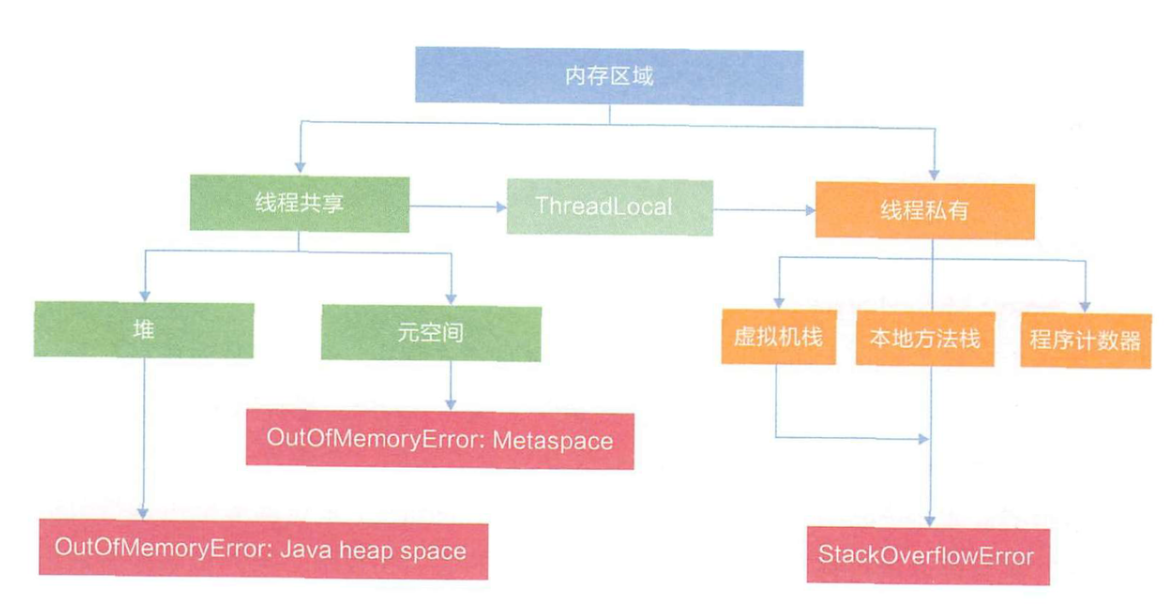 内存区域
线程共享
ThreadLocal
线程私有
堆
元空间
虚拟机栈
本地方法栈
程序计数器
OutOfMemoryError: Metaspace
OutOfMemoryError: Java heap space
StackOverflowError